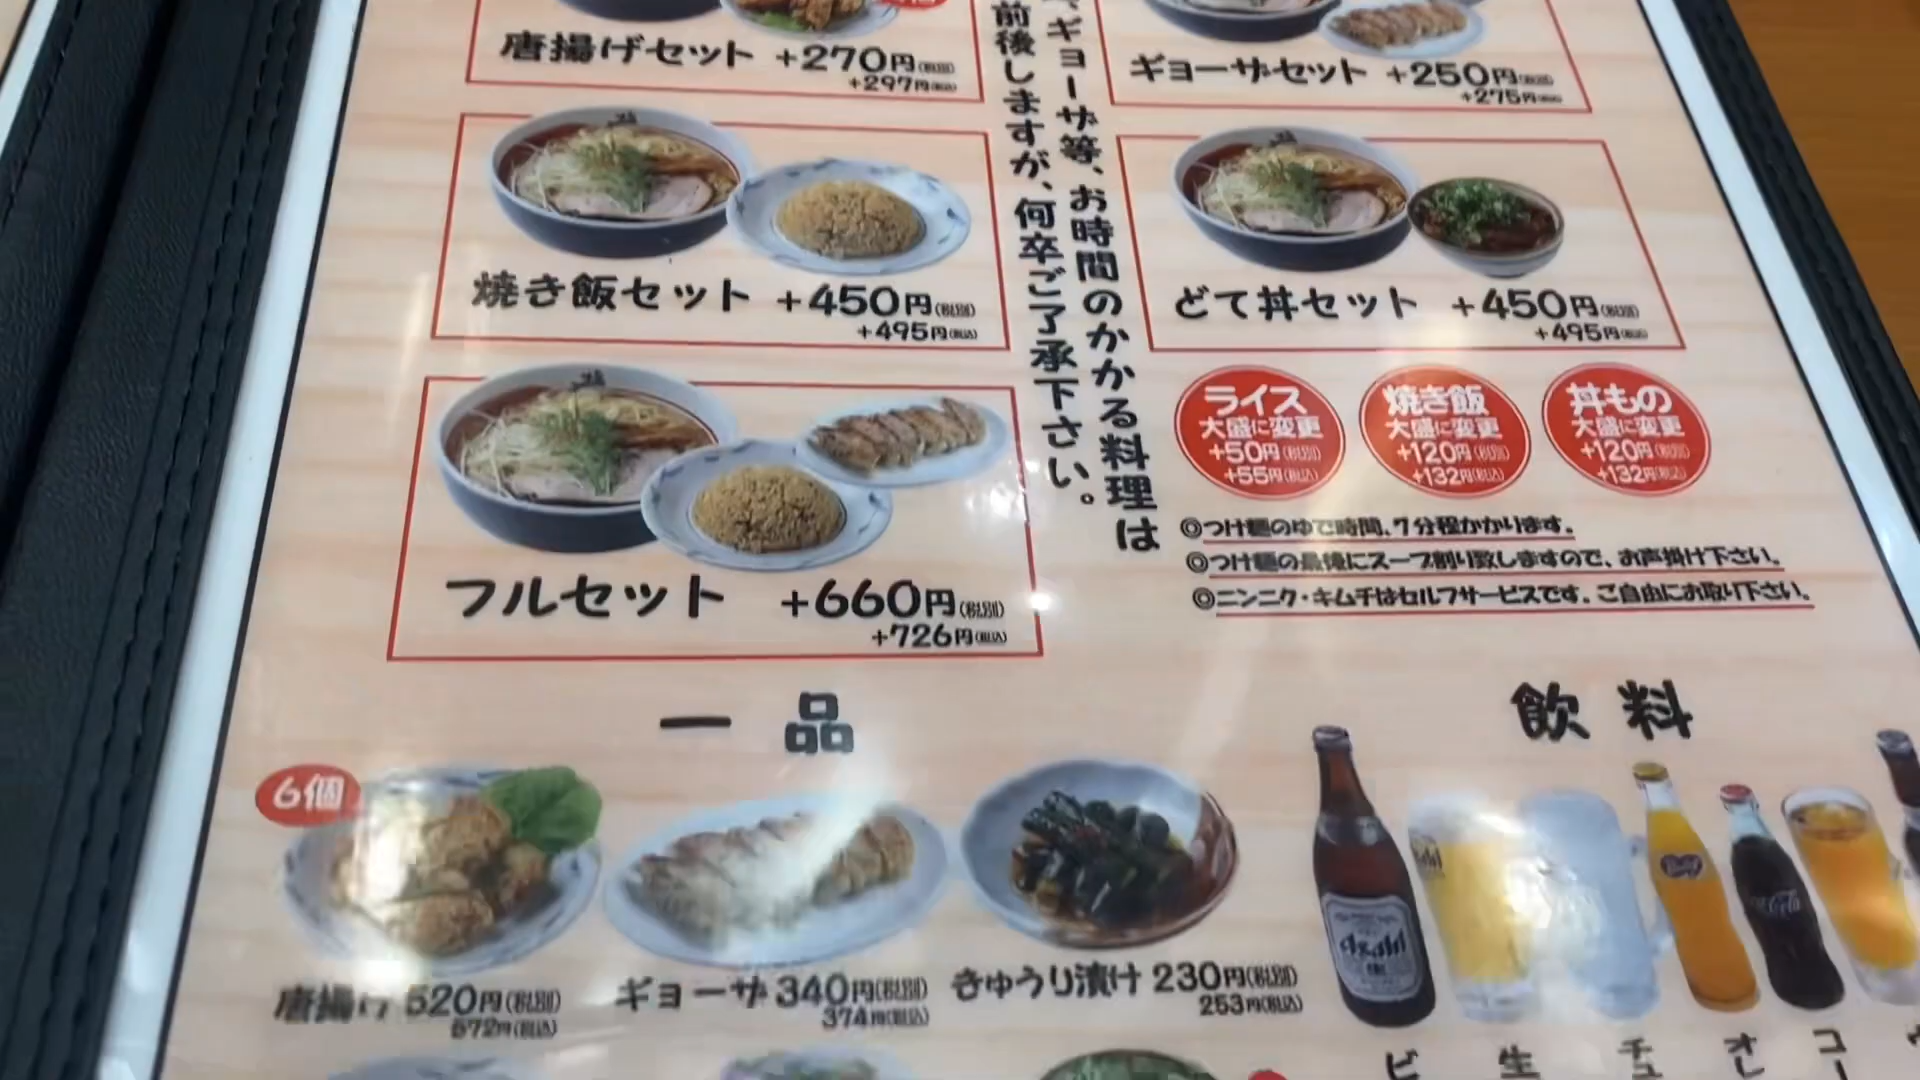 唐揚げセット +270円(税別)
+297円(税込)
ギョーザセット +250円(税別)
+275円(税込)
ギョーザ等、お時間のかかる料理は
前後しますが、何卒ご了承下さい。
焼き飯セット +450円(税別)
+495円(税込)
どて丼セット +450円(税別)
+495円(税込)
フルセット +660円(税別)
+726円(税込)
ライス
大盛に変更
+50円(税別)
+55円(税込)
焼き飯
大盛に変更
+120円(税別)
+132円(税込)
丼もの
大盛に変更
+120円(税別)
+132円(税込)
◎つけ麺のゆで時間、7分程かかります。
◎つけ麺の最後にスープ割り致しますので、お声掛け下さい。
◎ニンニク・キムチはセルフサービスです。ご自由にお取り下さい。
一品
6個
唐揚げ 520円(税別)
572円(税込)
ギョーザ 340円(税別)
374円(税込)
きゅうり漬け 230円(税別)
253円(税込)
飲料
Asahi
ビ
生
チュ
オレ
コー